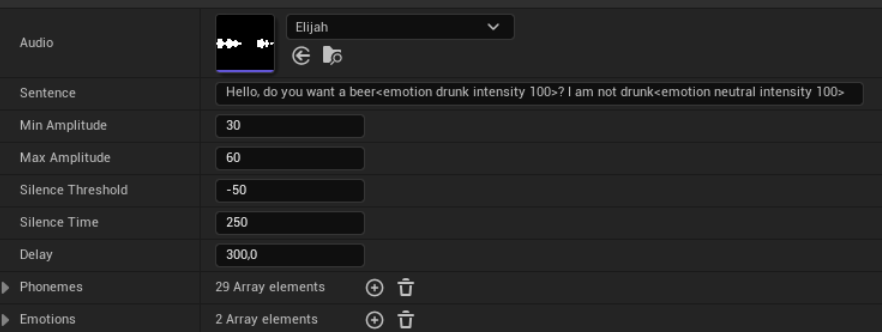 Audio
Elijah
Sentence
Hello, do you want a beer<emotion drunk intensity 100>? I am not drunk<emotion neutral intensity 100>
Min Amplitude
30
Max Amplitude
60
Silence Threshold
-50
Silence Time
250
Delay
300,0
Phonemes
29 Array elements
Emotions
2 Array elements